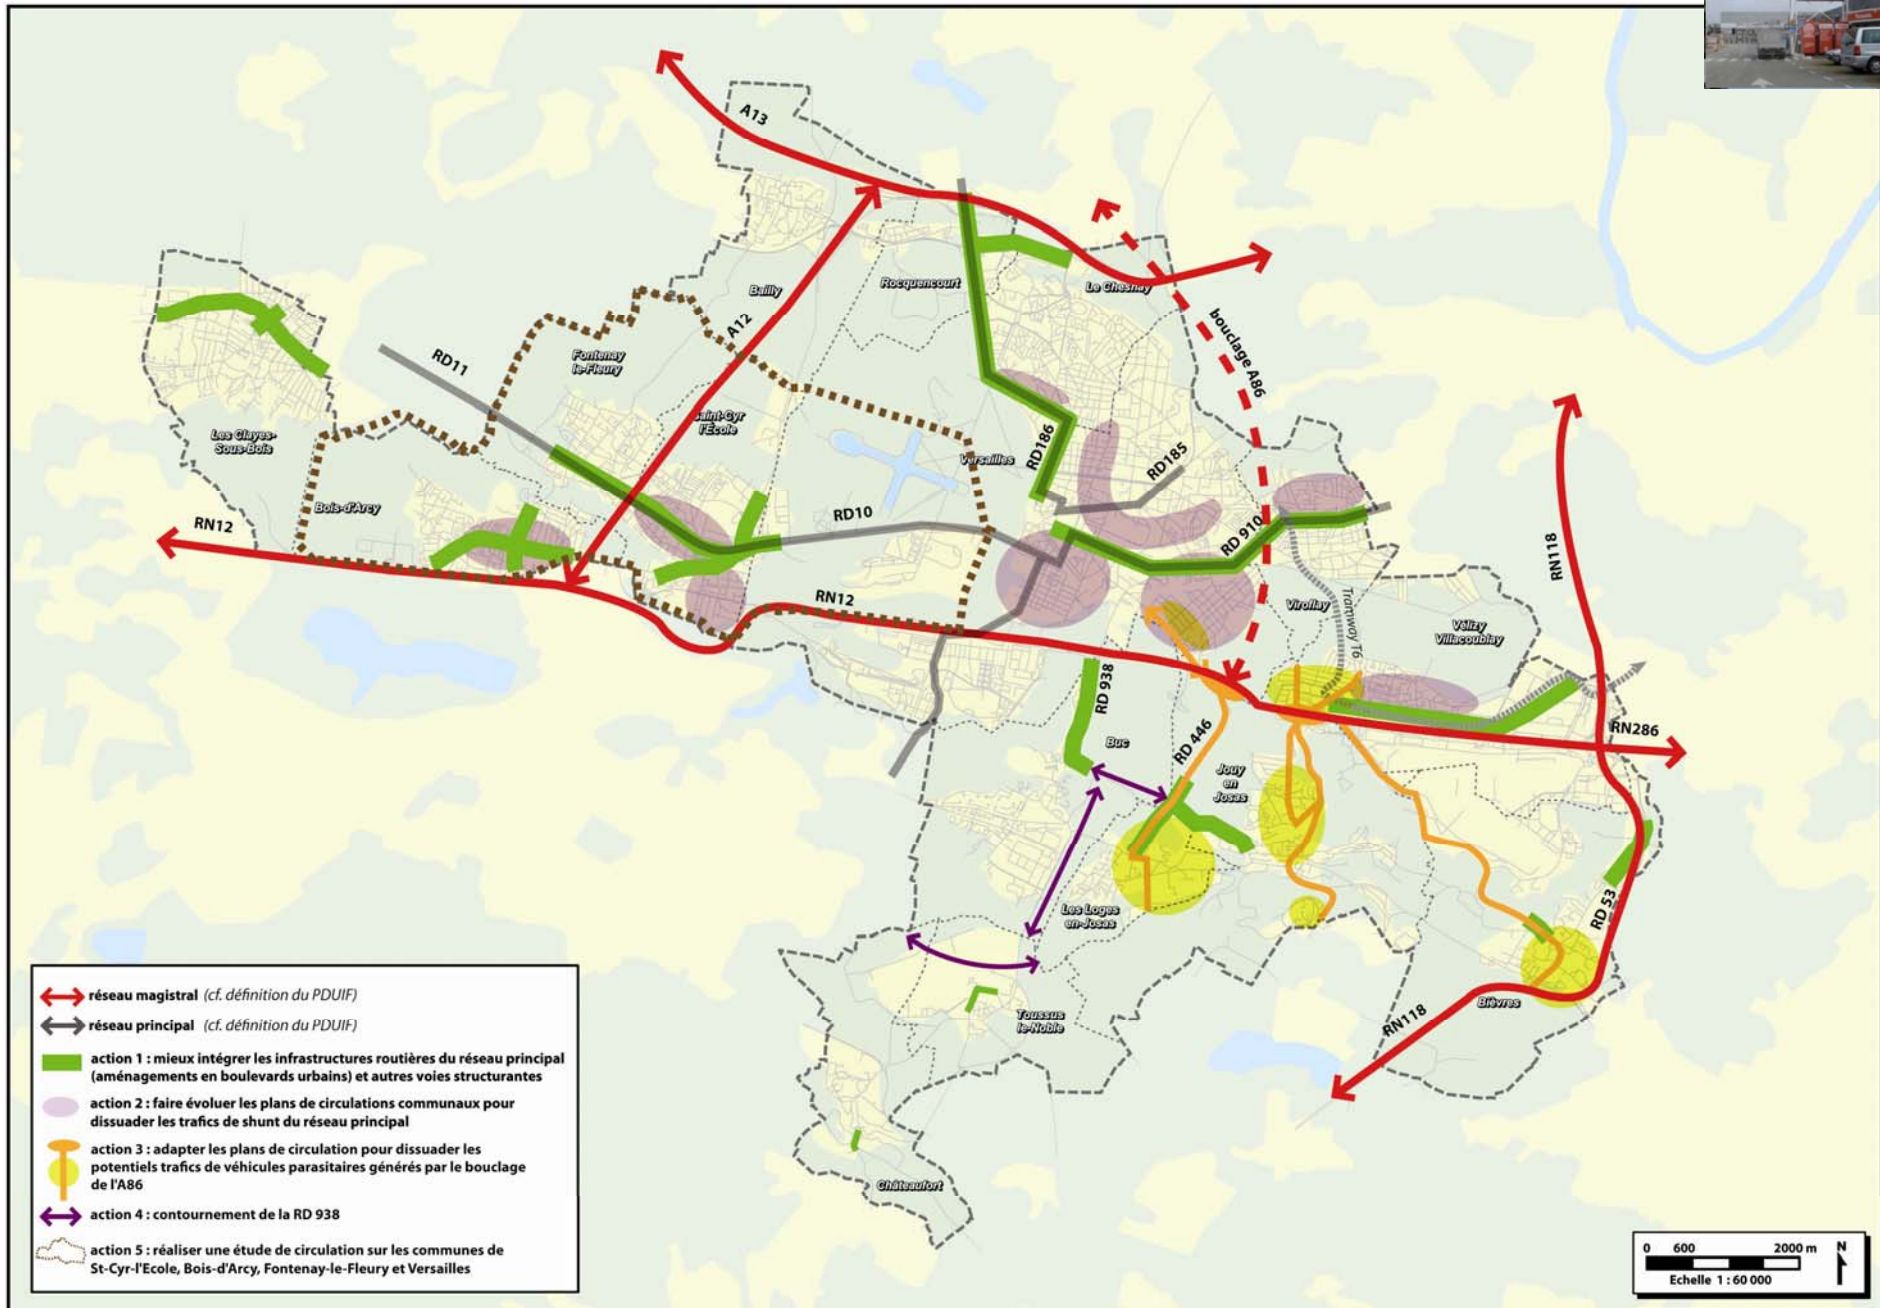 A13
bouclage A86
Bailly
Rocquencourt
Le Chesnay
A12
RD11
Fontenay
le-Fleury
Saint-Cyr
l'École
Les Clayes-
Sous-Bois
Versailles
RD186
RD185
Bois-d'Arcy
RN12
RD10
RD 910
RN118
RN12
Viroflay
Tramway T6
Vélizy
Villacoublay
RD 938
RN286
Buc
RD 446
Jouy
en
Josas
Les Loges
en-Josas
RD 53
Bièvres
RN118
Toussus
le-Noble
Châteaufort
réseau magistral (cf. définition du PDUIF)
réseau principal (cf. définition du PDUIF)
action 1 : mieux intégrer les infrastructures routières du réseau principal
(aménagements en boulevards urbains) et autres voies structurantes
action 2 : faire évoluer les plans de circulations communaux pour
dissuader les trafics de shunt du réseau principal
action 3 : adapter les plans de circulation pour dissuader les
potentiels trafics de véhicules parasitaires générés par le bouclage
de l'A86
action 4 : contournement de la RD 938
action 5 : réaliser une étude de circulation sur les communes de
St-Cyr-l'Ecole, Bois-d'Arcy, Fontenay-le-Fleury et Versailles
0 600 2000 m N
Echelle 1 : 60 000